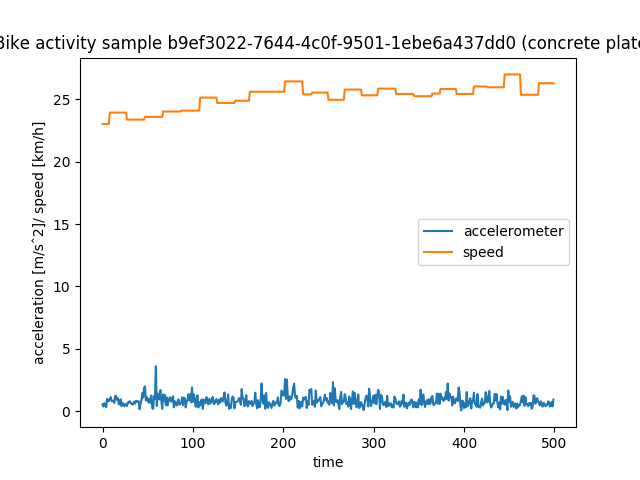 Bike activity sample b9ef3022-7644-4c0f-9501-1ebe6a437dd0 (concrete plate
25
20
15
10
5
0
acceleration [m/s^2]/ speed [km/h]
accelerometer
speed
0 100 200 300 400 500
time